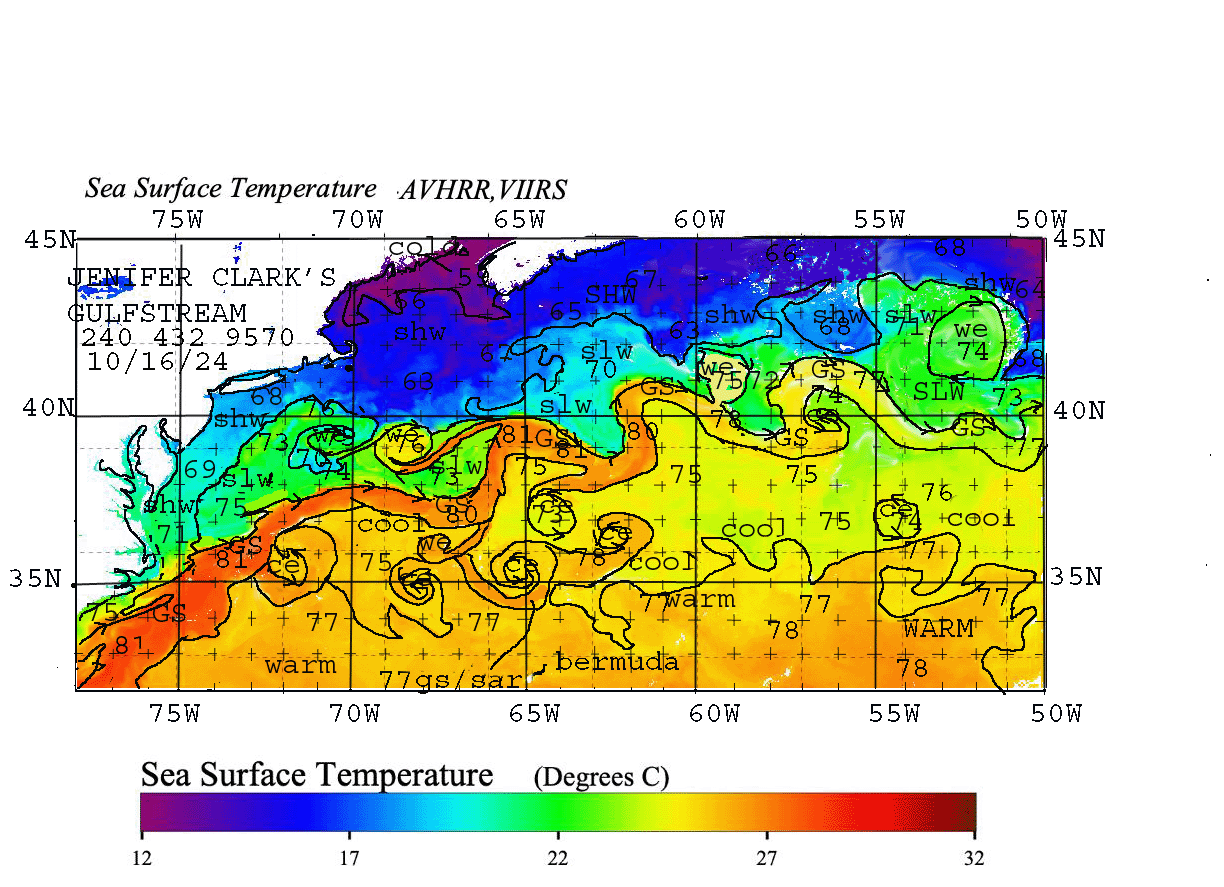 Sea Surface Temperature AVHRR,VIIRS
75W 70W 65W 60W 55W 50W
45N cold 66 68 45N
JENIFER CLARK'S 59 67 shw 64
66 SHW
GULFSTREAM shw 65 63 shw shw slw
240 432 9570 68 71 we
10/16/24 67 slw we GS 74 68
63 70 75 72 77
68 GS 74 SLW 73
40N shw 76 slw 78 GS 40N
73 we we 81 GS 80 GS 77
76 81
69 74 slw 75 75 75
slw 73
shw 75 GS ce 76
71 80 73 75 ce cool
cool cool 74
GS we ce 77
81 ce 75 ce 78 cool
35N ce 35N
75 GS 77 warm 77 77
77 77 78 WARM
81
warm bermuda 78
77gs/sar
75W 70W 65W 60W 55W 50W
Sea Surface Temperature (Degrees C)
12 17 22 27 32